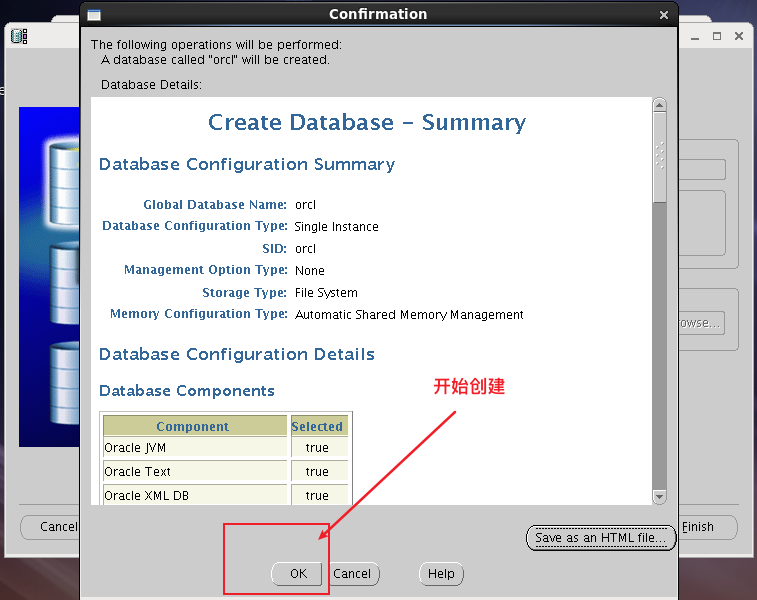 Confirmation
The following operations will be performed:
A database called "orcl" will be created.
Database Details:
Create Database - Summary
Database Configuration Summary
Global Database Name: orcl
Database Configuration Type: Single Instance
SID: orcl
Management Option Type: None
Storage Type: File System
Memory Configuration Type: Automatic Shared Memory Management
Database Configuration Details
Database Components
开始创建
Component Selected
Oracle JVM true
Oracle Text true
Oracle XML DB true
rowse...
Cancel
Save as an HTML file...
Finish
OK Cancel Help